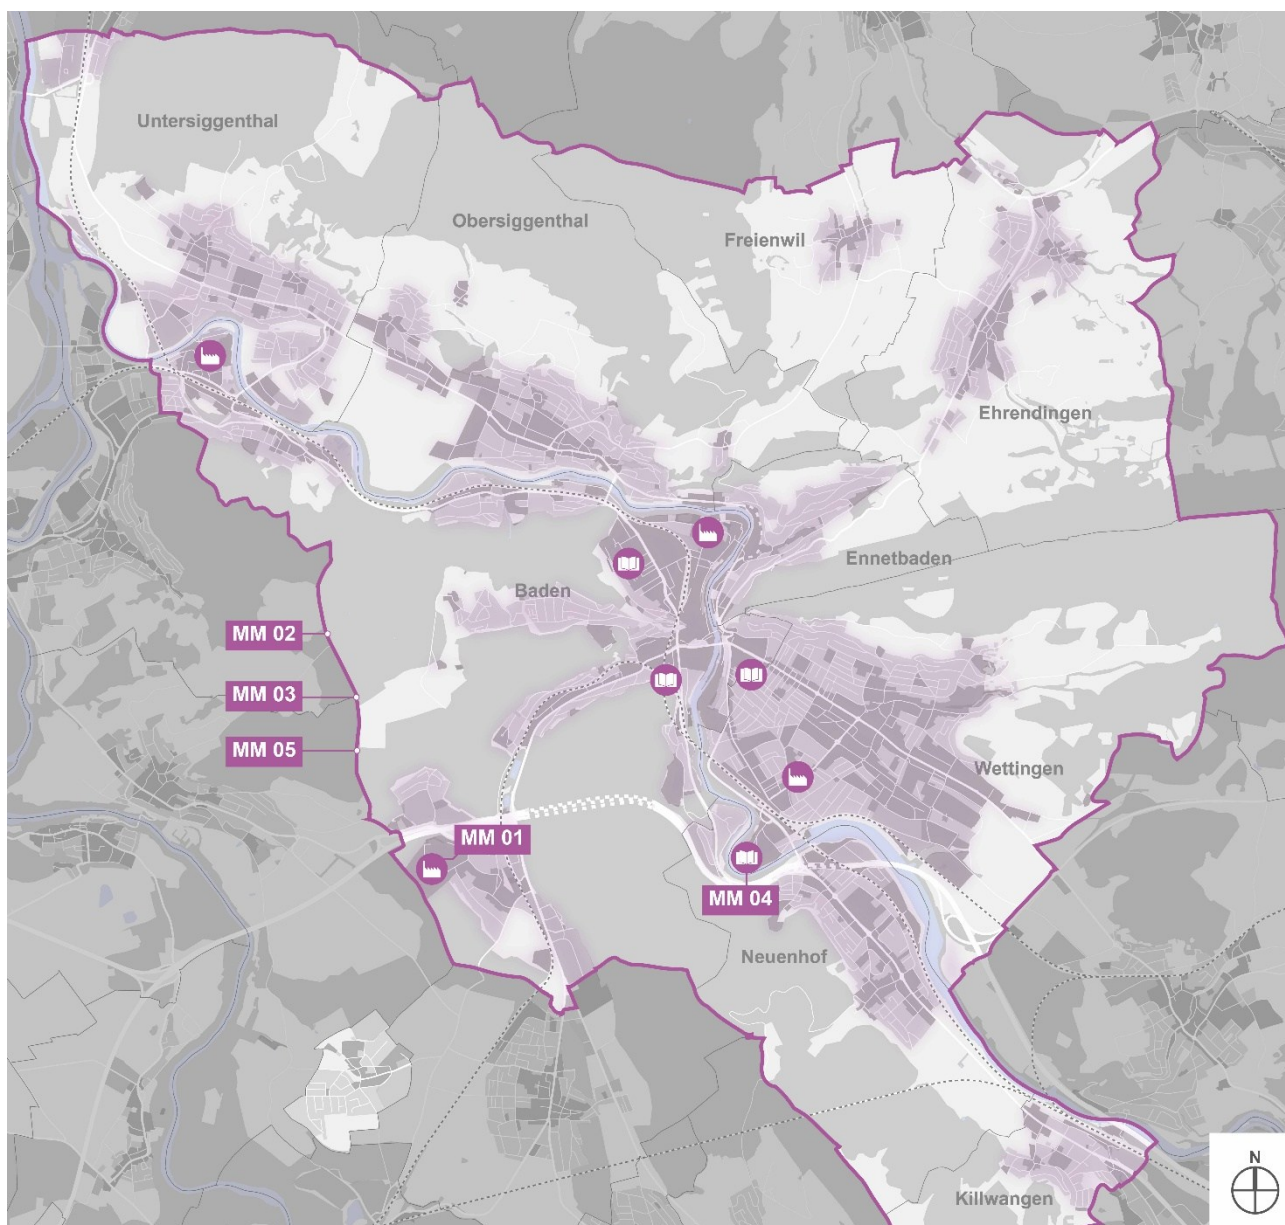 Untersiggenthal
Obersiggenthal
Freienwil
Ehrendingen
Ennetbaden
Baden
MM 02
MM 03
MM 05
Wettingen
MM 01
MM 04
Neuenhof
N
Killwangen